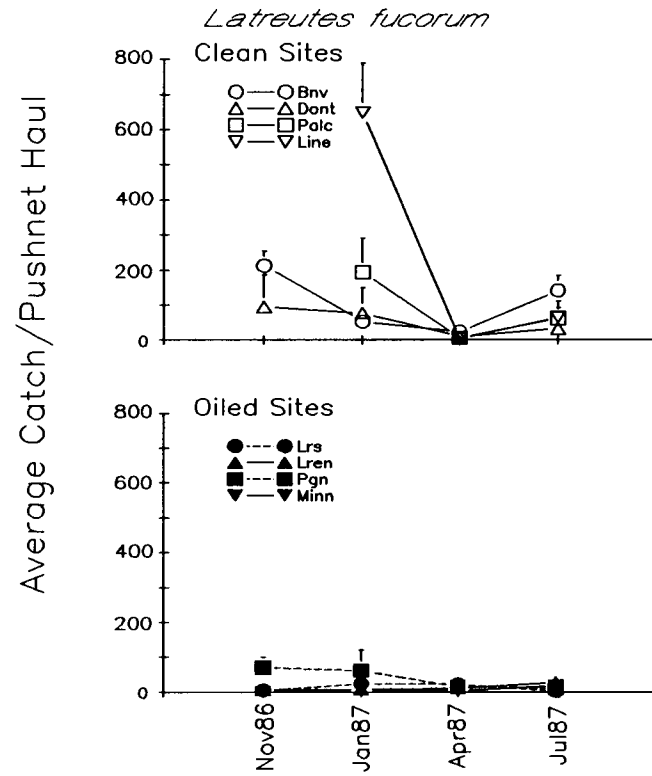 Latreutes fucorum
Average Catch/Pushnet Haul
Clean Sites
Bnv
Dont
Palc
Line
800
600
400
200
0
Oiled Sites
Lrs
Lren
Pgn
Minn
800
600
400
200
0
Nov86
Jan87
Apr87
Jul87